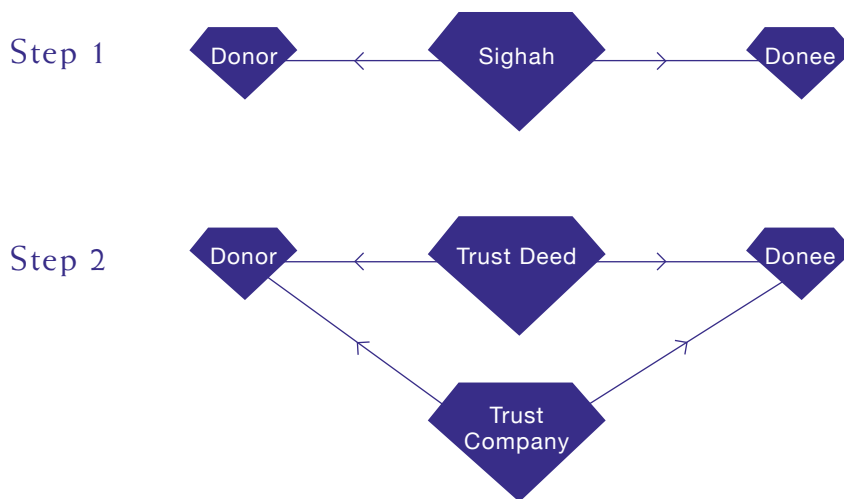 Step 1
Donor
Sighah
Donee
Step 2
Donor
Trust Deed
Donee
Trust
Company